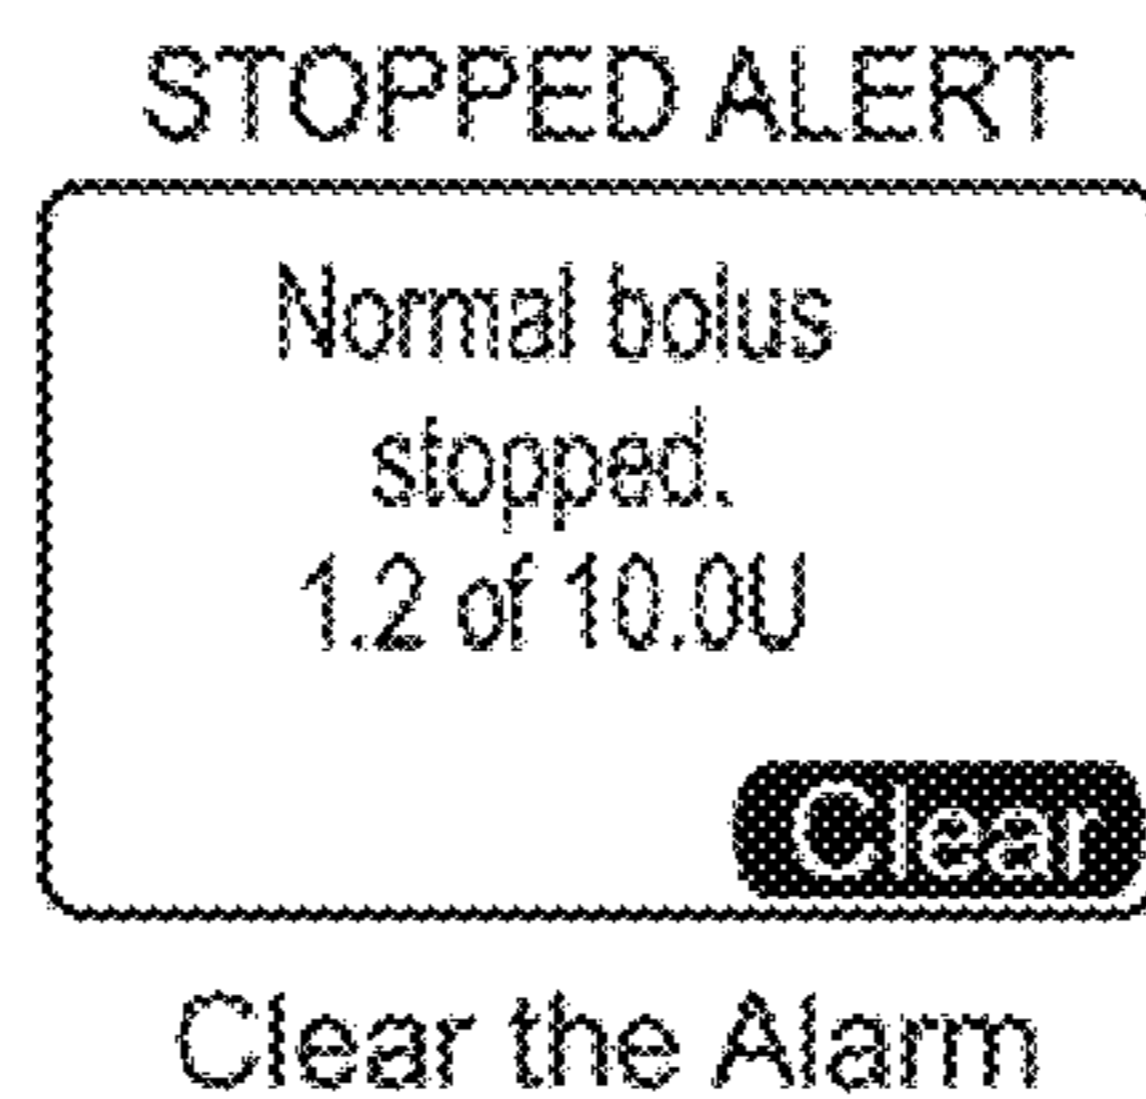 STOPPED ALERT
Normal bolus
stopped.
1.2 of 10.0U
Clear
Clear the Alarm